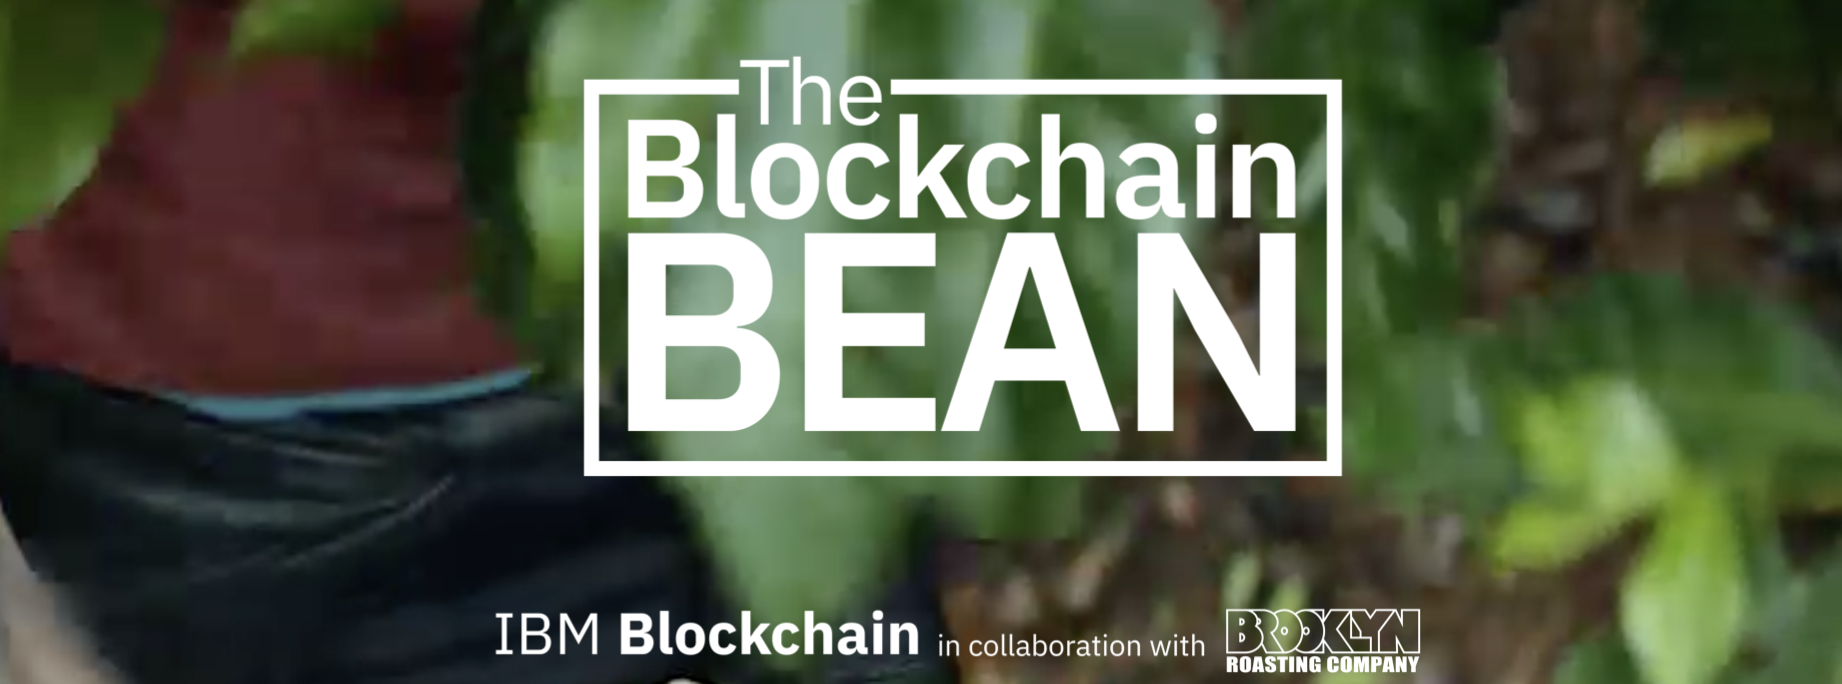 The
Blockchain
BEAN
IBM Blockchain in collaboration with BROOKLYN
ROASTING COMPANY